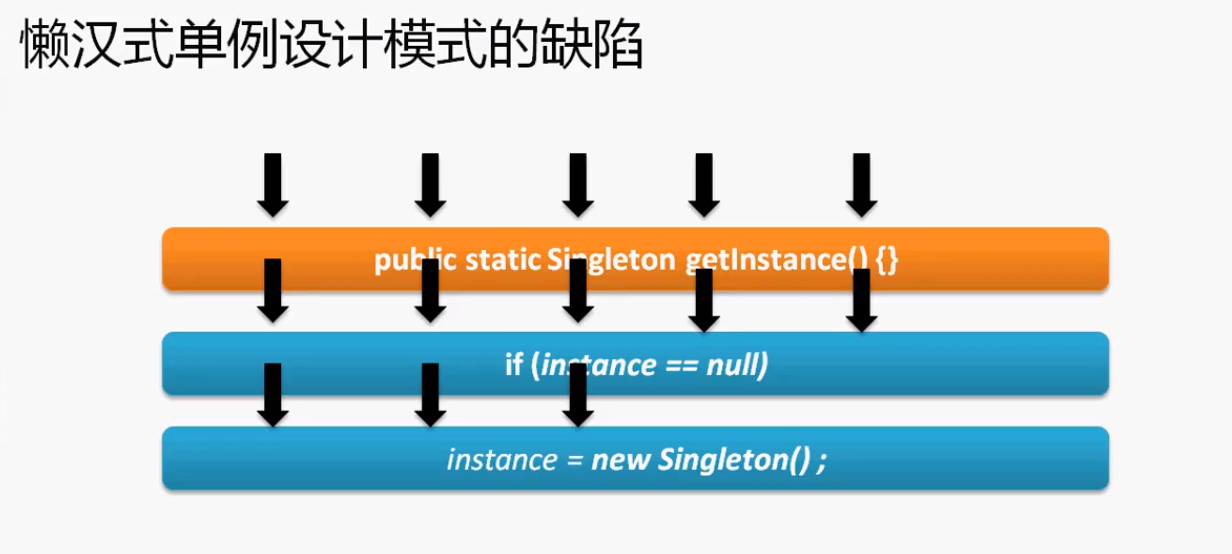 懒汉式单例设计模式的缺陷
public static Singleton getInstance() {}
if (instance == null)
instance = new Singleton() ;